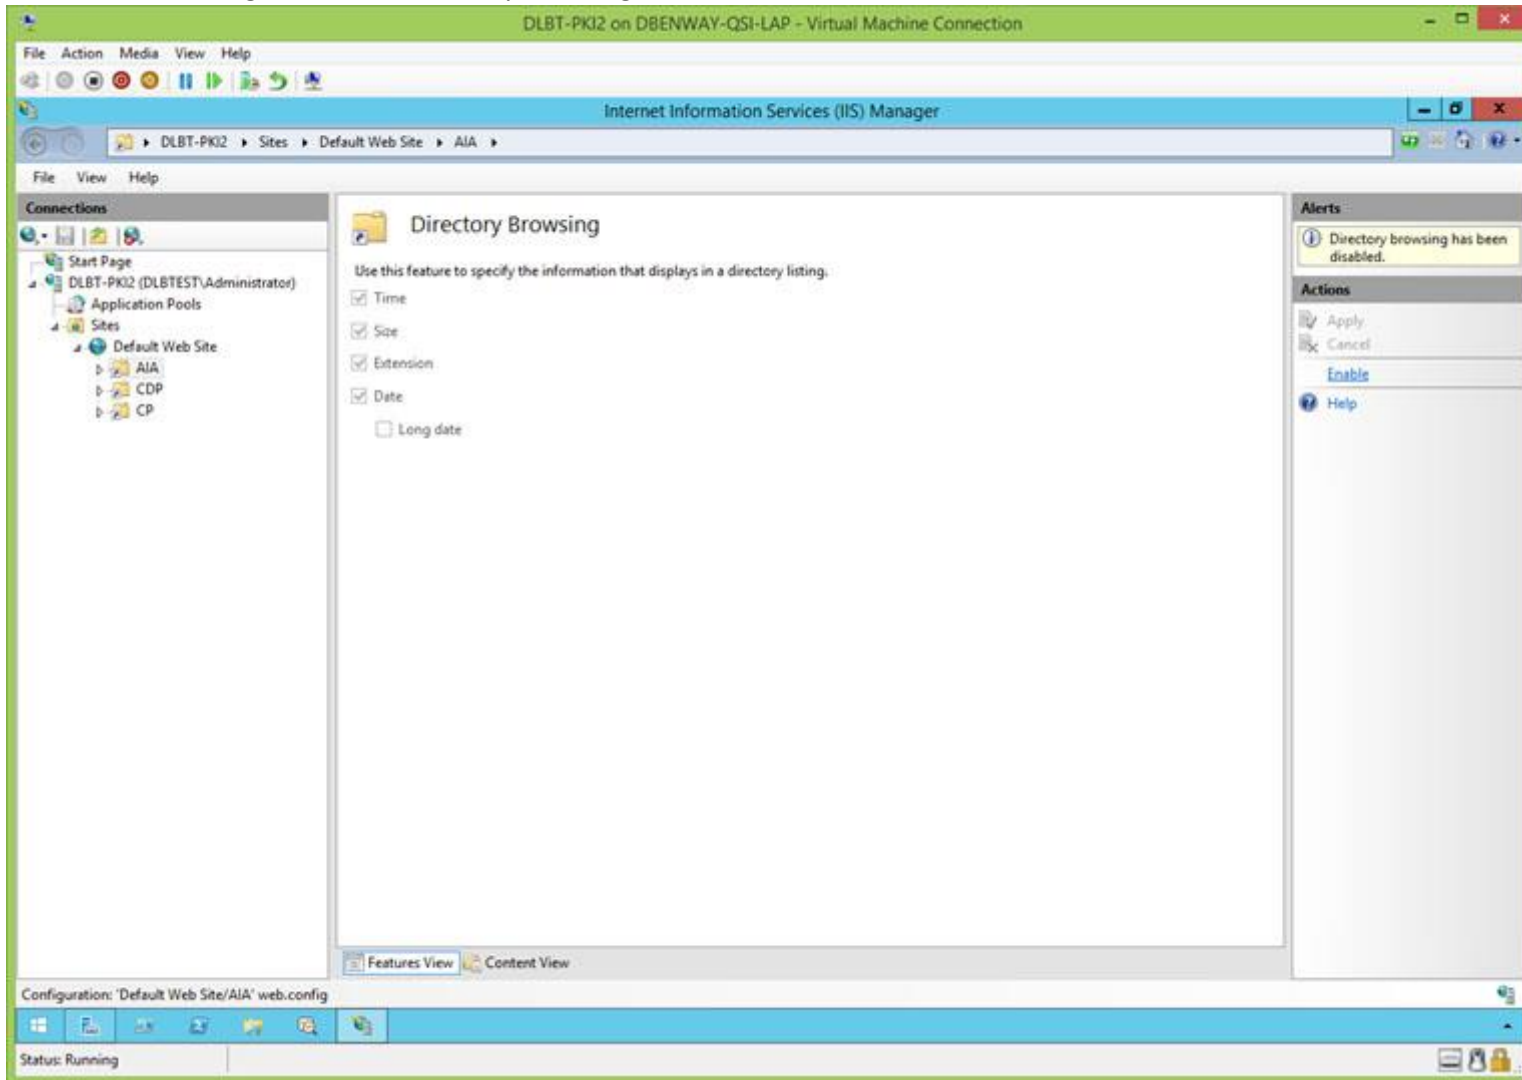 DLBT-PKI2 on DBENWAY-QSI-LAP - Virtual Machine Connection
File Action Media View Help
Internet Information Services (IIS) Manager
DLBT-PKI2 Sites Default Web Site AIA
File View Help
Connections
Start Page
DLBT-PKI2 (DLBTEST\Administrator)
Application Pools
Sites
Default Web Site
AIA
CDP
CP
Directory Browsing
Use this feature to specify the information that displays in a directory listing.
Time
Size
Extension
Date
Long date
Features View Content View
Alerts
Directory browsing has been
disabled.
Actions
Apply
Cancel
Enable
Help
Configuration: 'Default Web Site/AIA' web.config
Status: Running